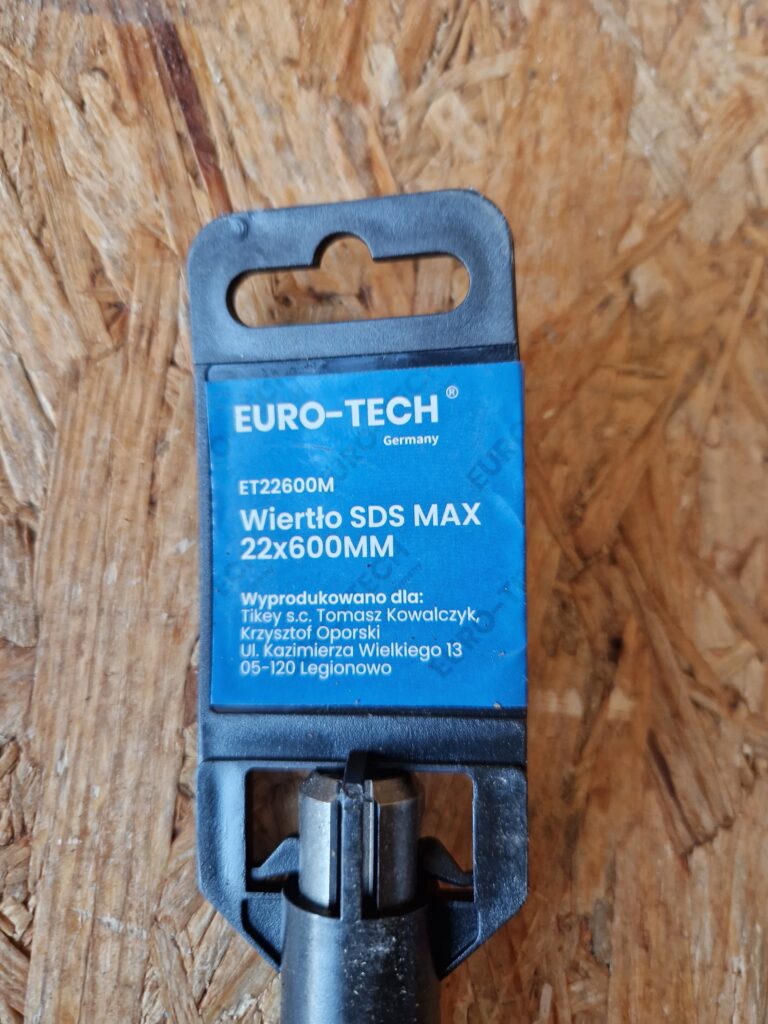 EURO-TECH ®
Germany
ET22600M
Wiertło SDS MAX
22x600MM
Wyprodukowano dla:
Tikey s.c. Tomasz Kowalczyk,
Krzysztof Oporski
Ul. Kazimierza Wielkiego 13
05-120 Legionowo